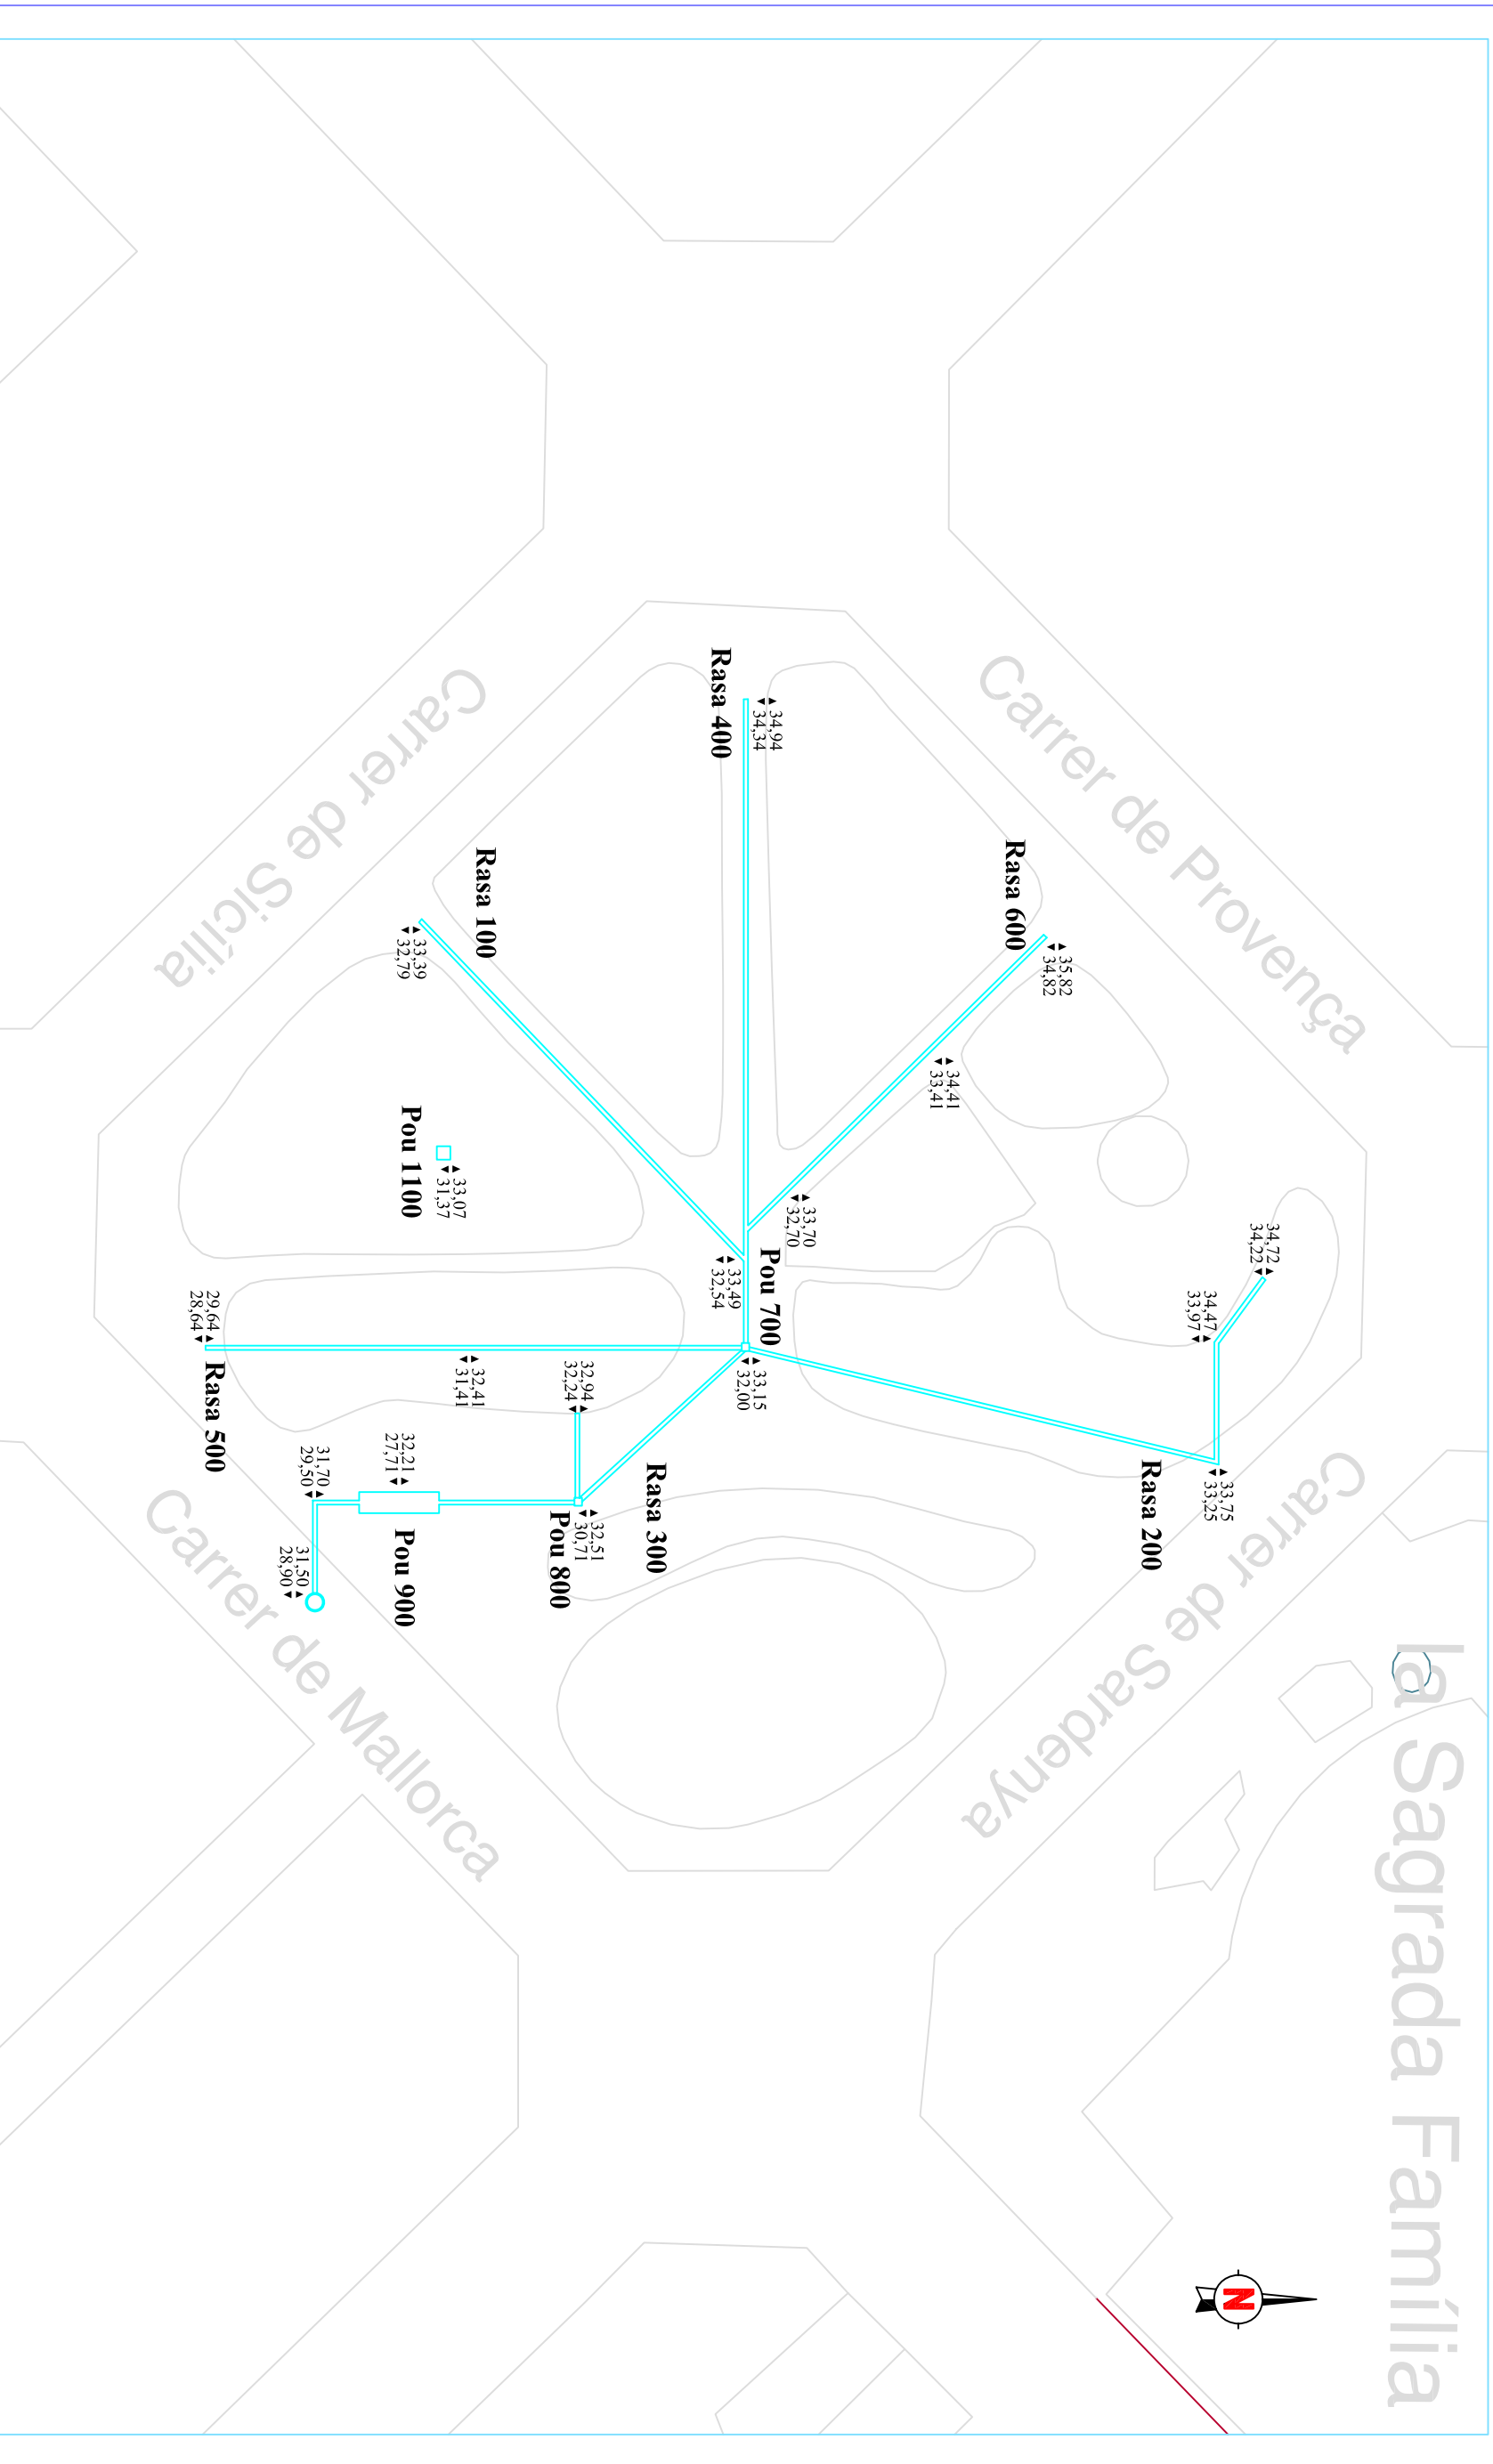 la Sagrada Família
Carrer de Provença
Carrer de Sardenya
Carrer de Sicília
Carrer de Mallorca
N
Rasa 600
35,82
34,82
34,41
33,41
33,70
32,70
Rasa 400
34,94
34,34
Rasa 100
33,39
32,79
33,49
32,54
Pou 1100
33,07
31,37
Pou 700
33,15
32,00
34,72
34,22
34,47
33,97
Rasa 200
33,75
33,25
Rasa 500
29,64
28,64
32,41
31,41
32,94
32,24
Rasa 300
Pou 800
32,51
30,71
Pou 900
32,21
27,71
31,70
29,50
31,50
28,90